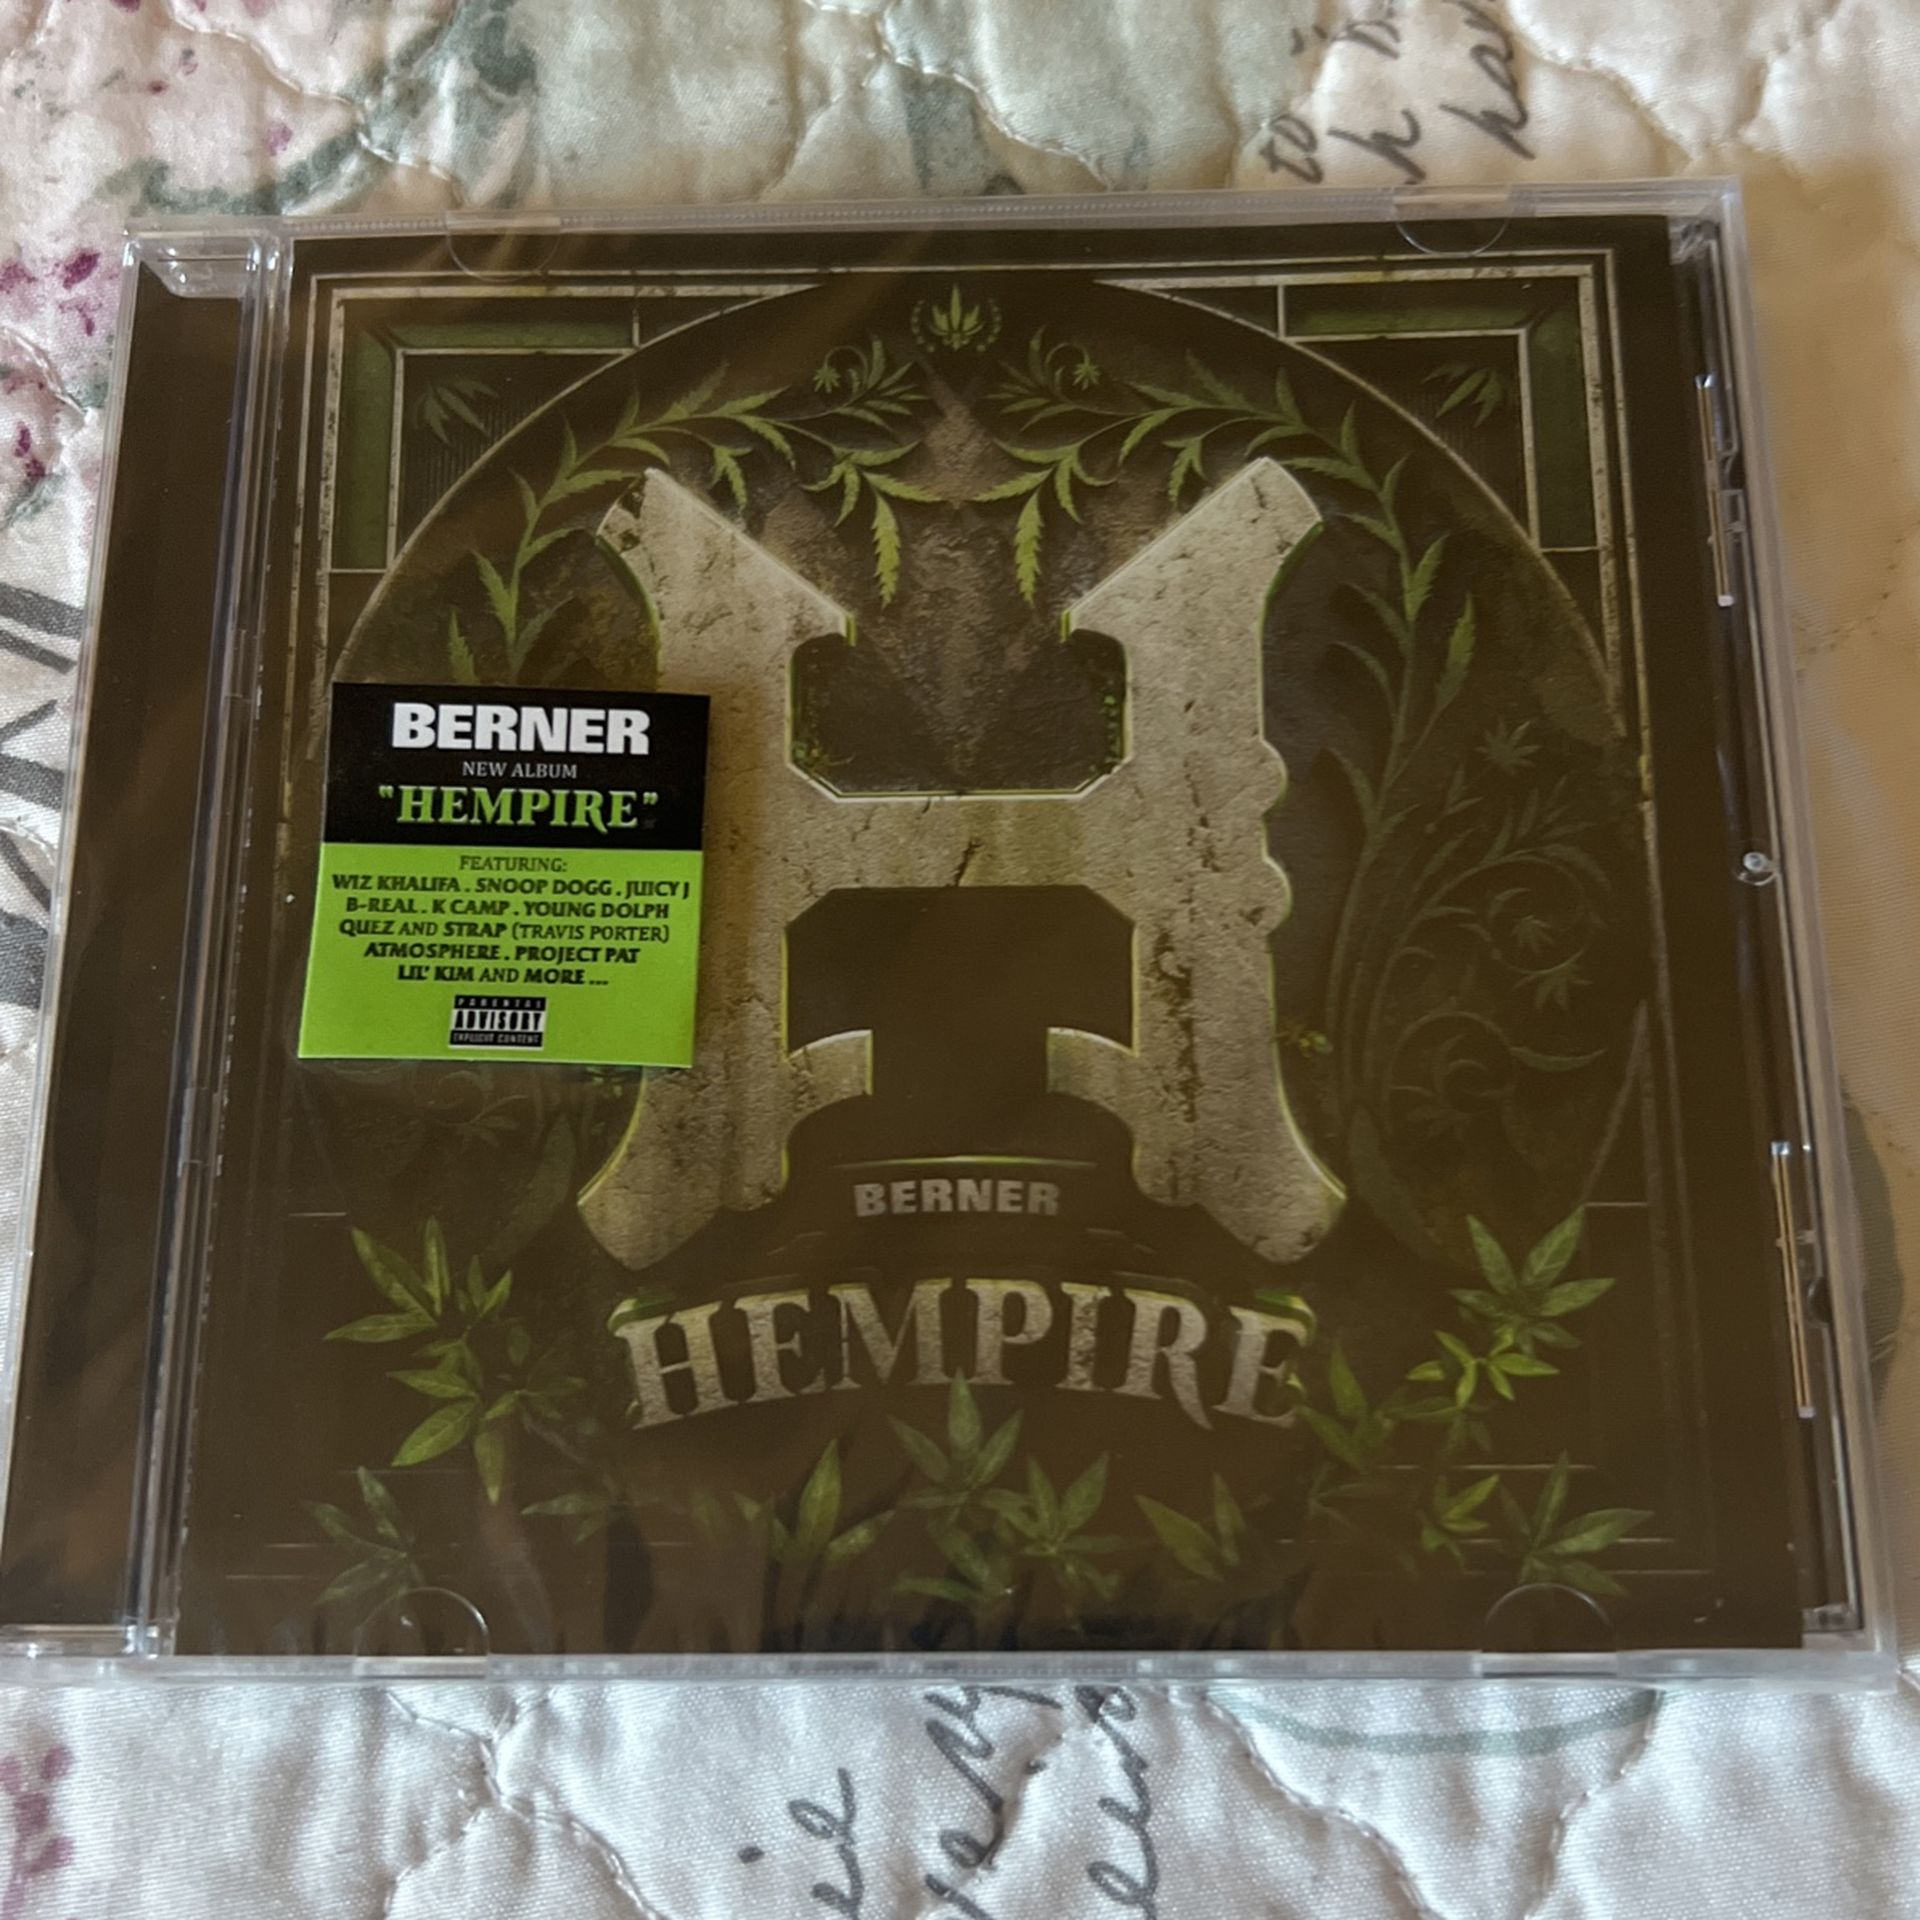 to
BERNER
NEW ALBUM
"HEMPIRE"
FEATURING:
WIZ KHALIFA . SNOOP DOGG . JUICY J
B-REAL . K CAMP . YOUNG DOLPH
QUEZ AND STRAP (TRAVIS PORTER)
ATMOSPHERE . PROJECT PAT
LIL' KIM AND MORE ...
PARENTAL
ADVISORY
EXPLICIT CONTENT
BERNER
HEMPIRE